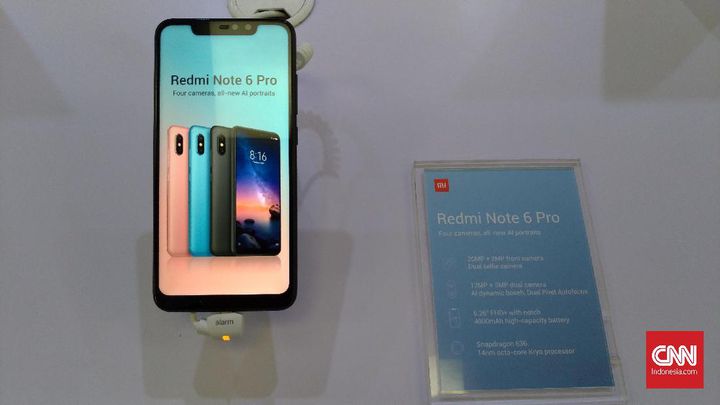 Redmi Note 6 Pro
Four cameras, all-new AI portraits
8:16
alarm
mi
Redmi Note 6 Pro
Four cameras, all-new AI portraits
20MP + 2MP front camera
Dual selfie camera
12MP + 5MP dual camera
AI dynamic bokeh, Dual Pixel Autofocus
6.26" FHD+ with notch
4000mAh high-capacity battery
Snapdragon 636
14nm octa-core Kryo processor
CNN
Indonesia.com